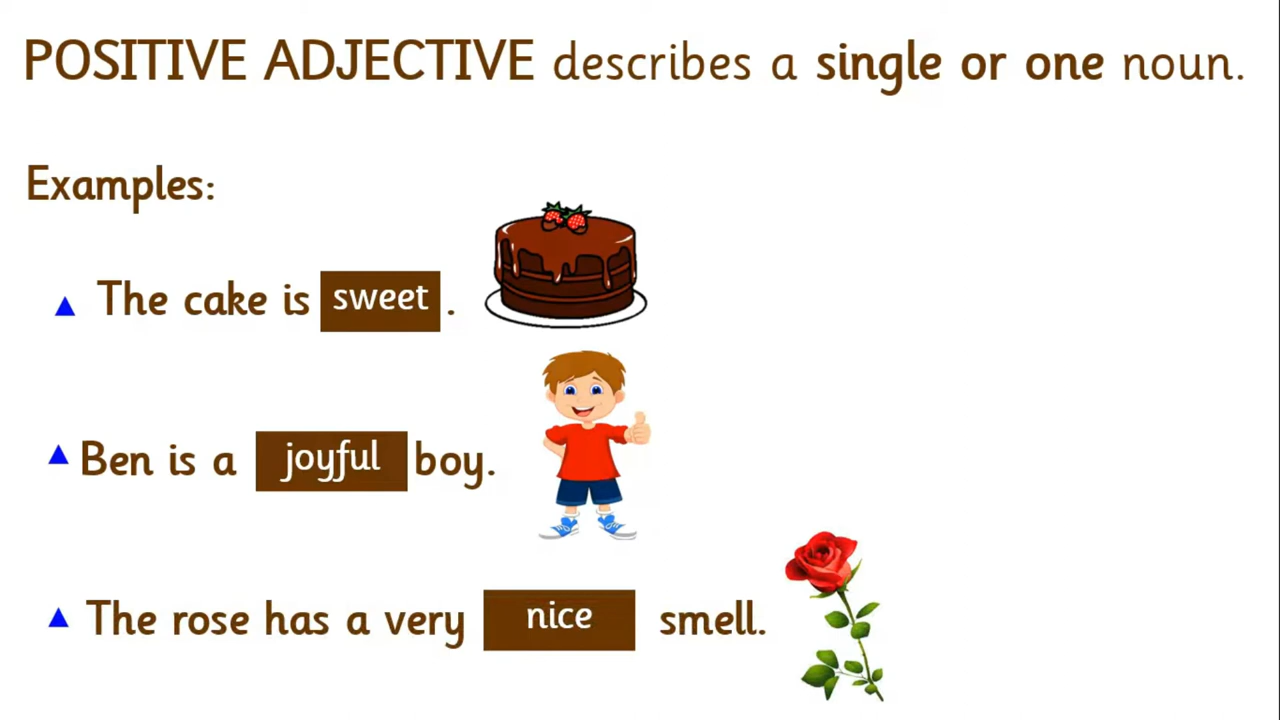 POSITIVE ADJECTIVE describes a single or one noun.
Examples:
The cake is sweet .
Ben is a joyful boy.
The rose has a very nice smell.